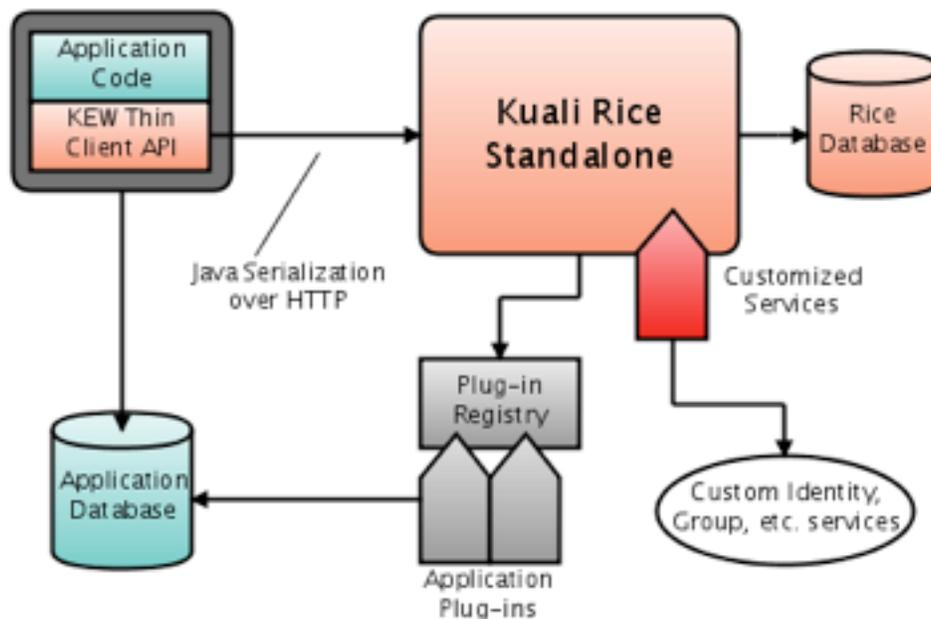 Application
Code
KEW Thin
Client API
Kuali Rice
Standalone
Rice
Database
Java Serialization
over HTTP
Customized
Services
Plug-in
Registry
Application
Database
Custom Identity,
Group, etc. services
Application
Plug-ins